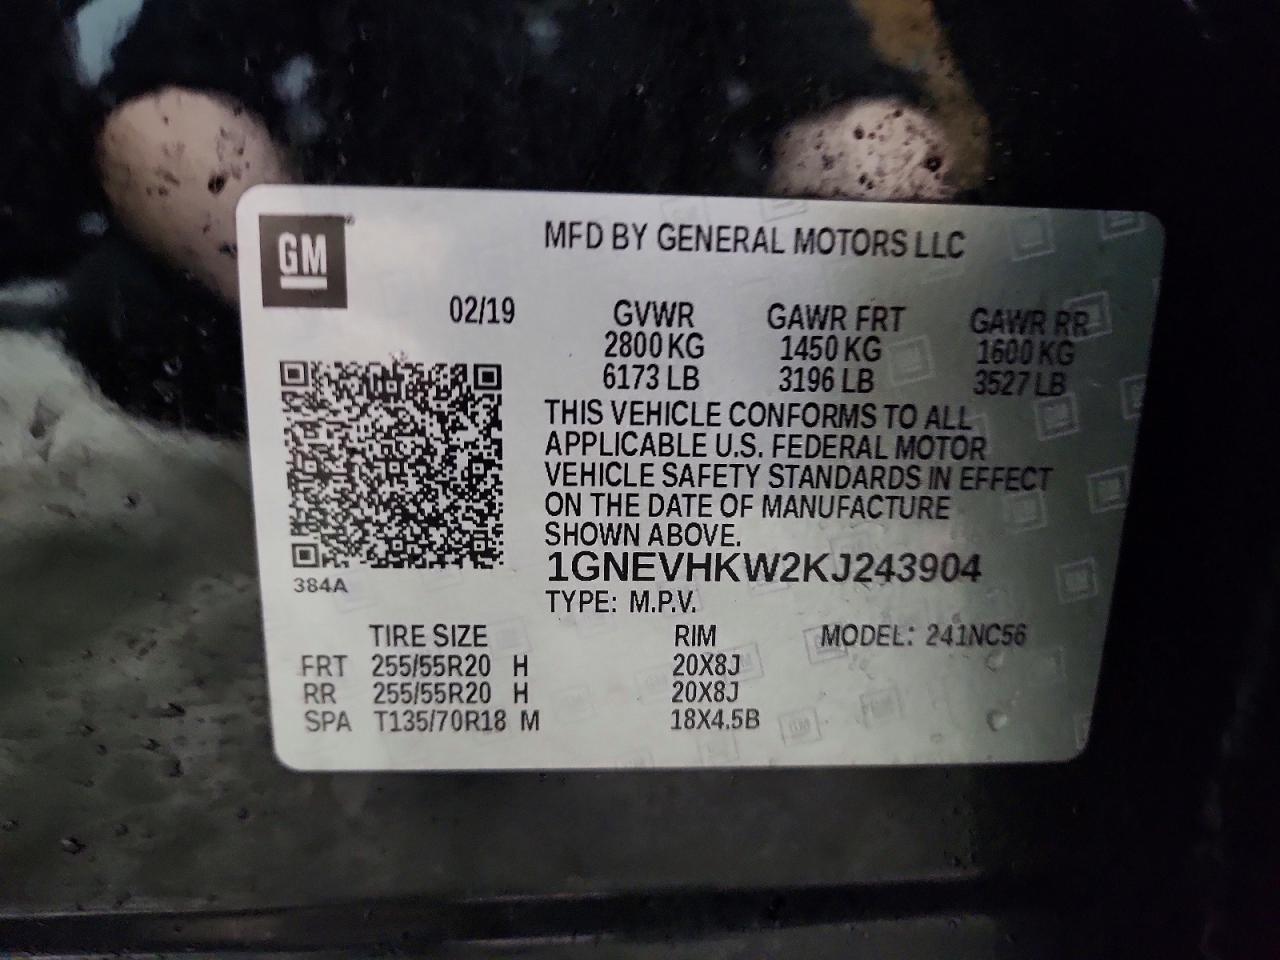 GM
MFD BY GENERAL MOTORS LLC
02/19 GVWR GAWR FRT GAWR RR
2800 KG 1450 KG 1600 KG
6173 LB 3196 LB 3527 LB
THIS VEHICLE CONFORMS TO ALL
APPLICABLE U.S. FEDERAL MOTOR
VEHICLE SAFETY STANDARDS IN EFFECT
ON THE DATE OF MANUFACTURE
SHOWN ABOVE.
1GNEVHKW2KJ243904
384A
TYPE: M.P.V.
TIRE SIZE RIM MODEL: 241NC56
FRT 255/55R20 H 20X8J
RR 255/55R20 H 20X8J
SPA T135/70R18 M 18X4.5B